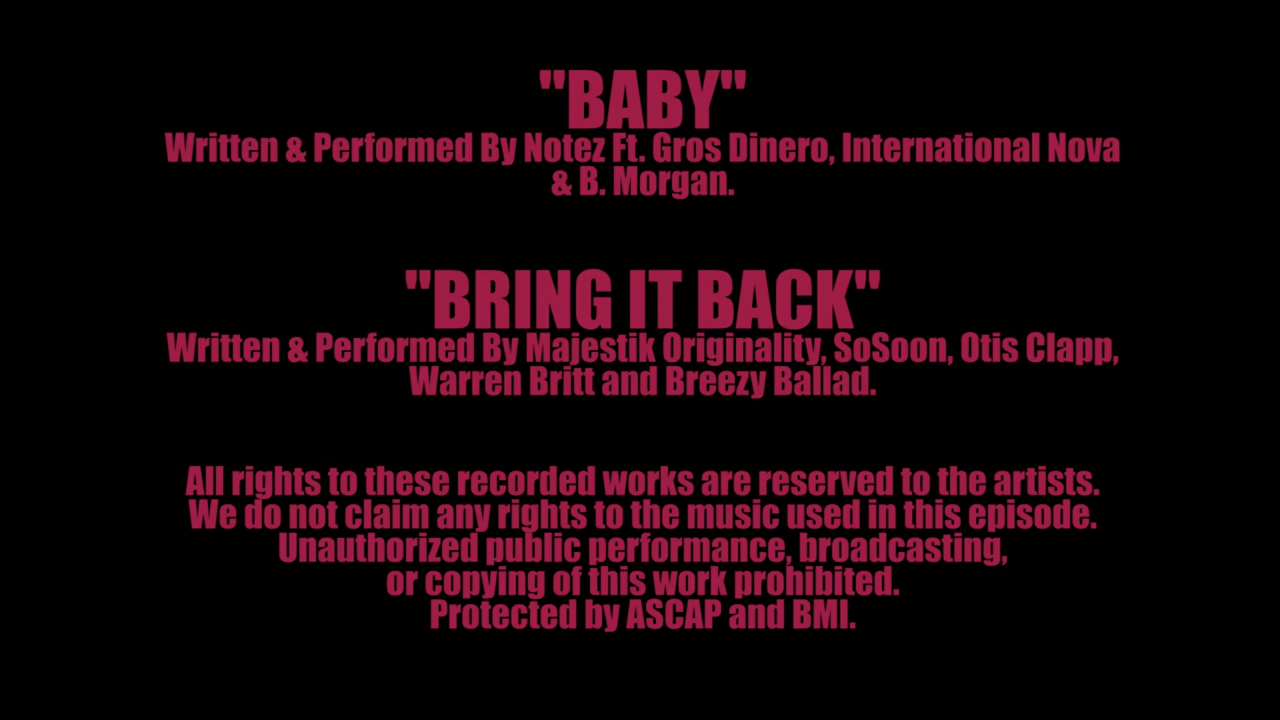 "BABY"
Written & Performed By Notez Ft. Gros Dinero, International Nova
& B. Morgan.
"BRING IT BACK"
Written & Performed By Majestik Originality, SoSoon, Otis Clapp,
Warren Britt and Breezy Ballad.
All rights to these recorded works are reserved to the artists.
We do not claim any rights to the music used in this episode.
Unauthorized public performance, broadcasting,
or copying of this work prohibited.
Protected by ASCAP and BMI.